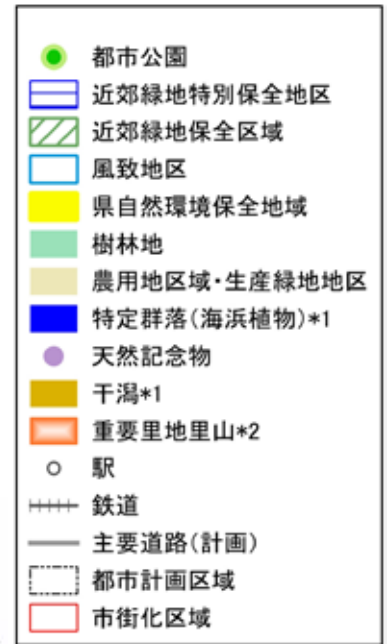 都市公園
近郊緑地特別保全地区
近郊緑地保全区域
風致地区
県自然環境保全地域
樹林地
農用地区域・生産緑地地区
特定群落(海浜植物)*1
天然記念物
干潟*1
重要里地里山*2
駅
鉄道
主要道路(計画)
都市計画区域
市街化区域